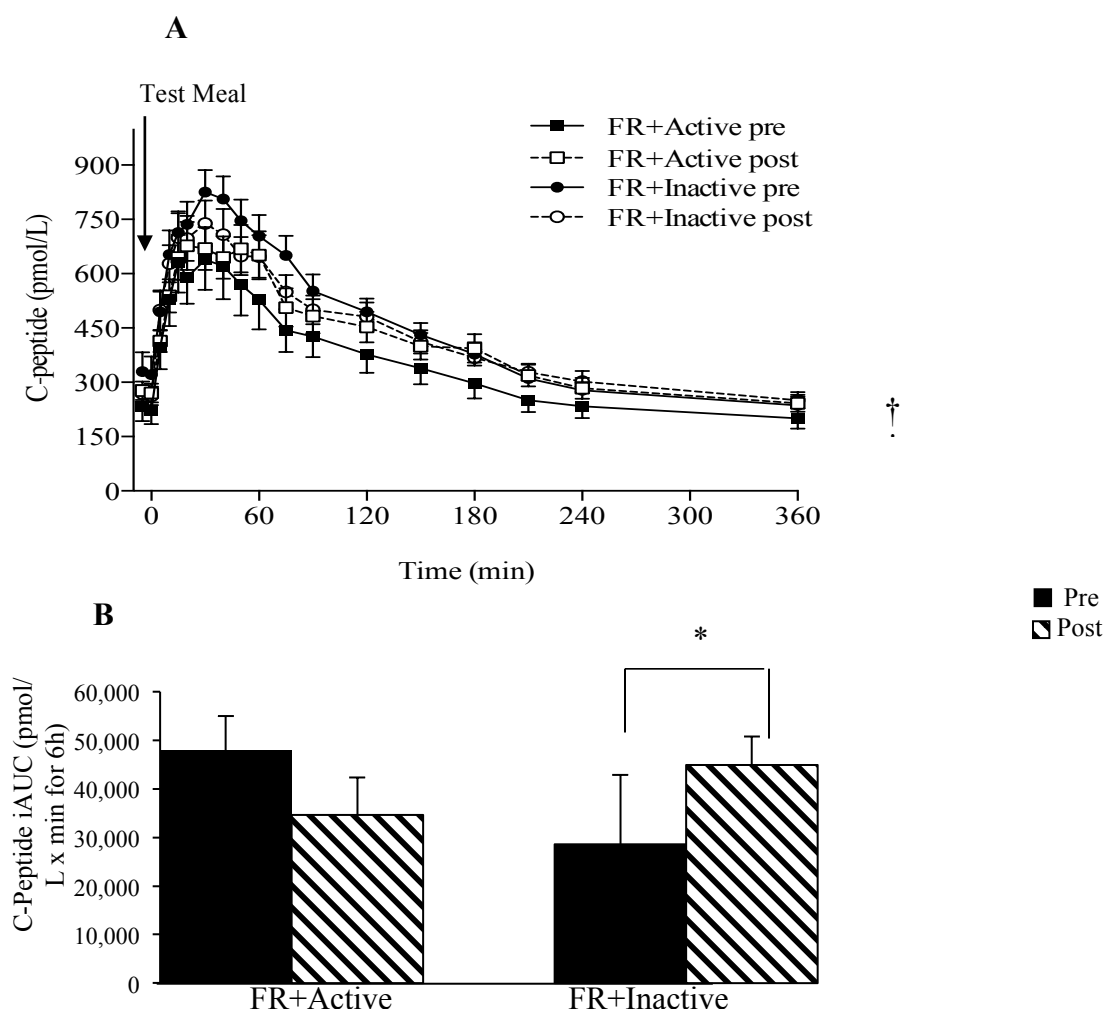 A
Test Meal
FR+Active pre
FR+Active post
FR+Inactive pre
FR+Inactive post
C-peptide (pmol/L)
900
750
600
450
300
150
0
0 60 120 180 240 300 360
Time (min)
†
Pre
Post
B
*
C-Peptide iAUC (pmol/
L x min for 6h)
60,000
50,000
40,000
30,000
20,000
10,000
0
FR+Active FR+Inactive